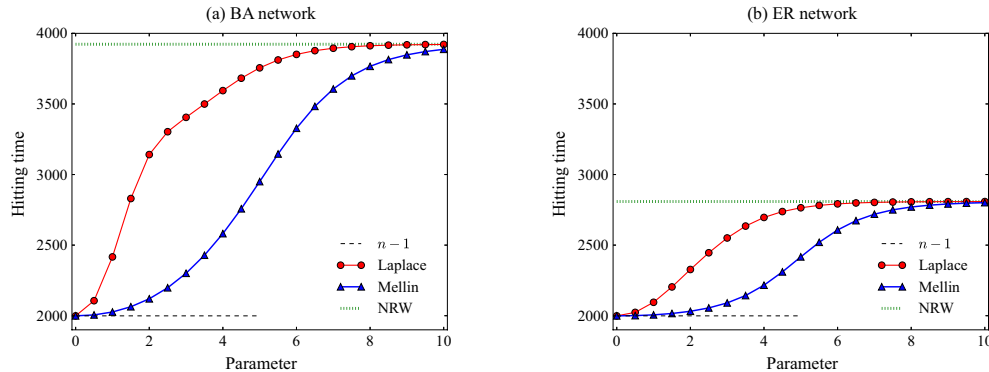 (a) BA network
4000
3500
3000
2500
2000
Hitting time
0 2 4 6 8 10
Parameter
n − 1
Laplace
Mellin
NRW
(b) ER network
4000
3500
3000
2500
2000
Hitting time
0 2 4 6 8 10
Parameter
n − 1
Laplace
Mellin
NRW